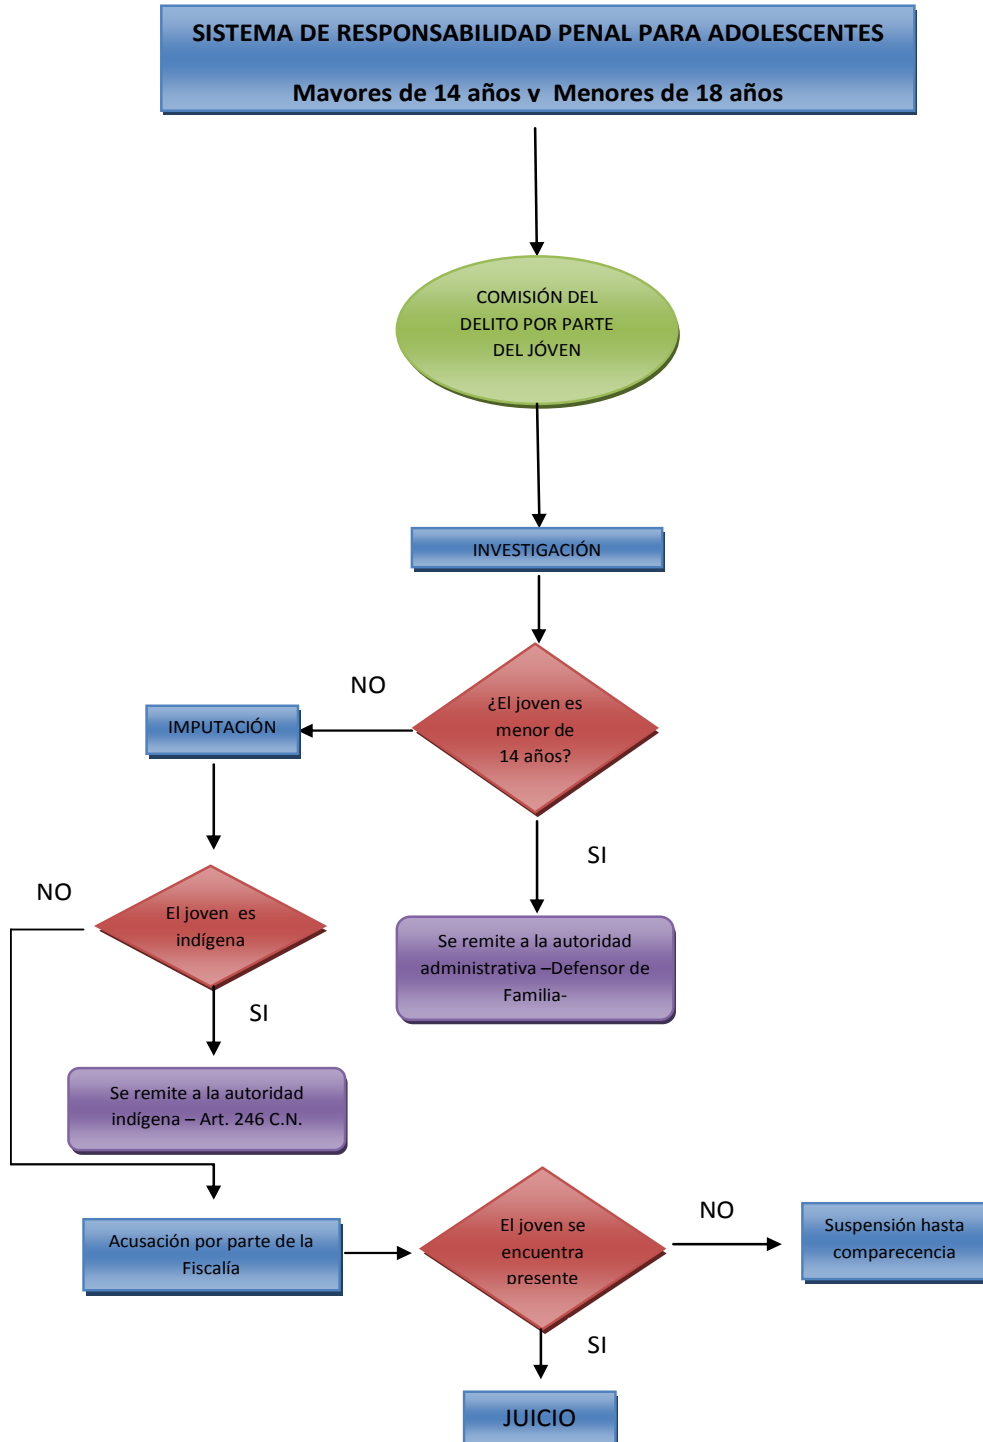 SISTEMA DE RESPONSABILIDAD PENAL PARA ADOLESCENTES
Mayores de 14 años y Menores de 18 años
COMISIÓN DEL
DELITO POR PARTE
DEL JÓVEN
INVESTIGACIÓN
NO
¿El joven es
menor de
14 años?
IMPUTACIÓN
SI
NO
El joven es
indígena
Se remite a la autoridad
administrativa –Defensor de
Familia-
SI
Se remite a la autoridad
indígena – Art. 246 C.N.
Acusación por parte de la
Fiscalía
El joven se
encuentra
presente
NO
Suspensión hasta
comparecencia
SI
JUICIO